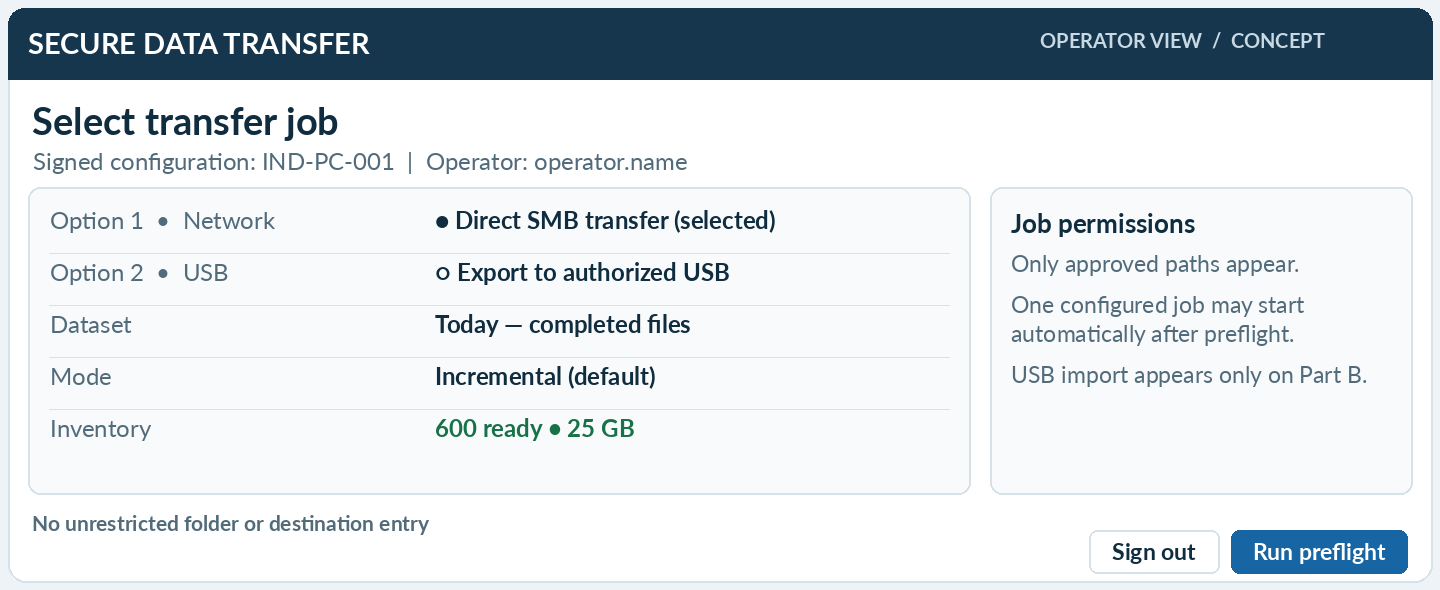 SECURE DATA TRANSFER
OPERATOR VIEW / CONCEPT
Select transfer job
Signed configuration: IND-PC-001 | Operator: operator.name
Option 1 • Network
● Direct SMB transfer (selected)
Option 2 • USB
○ Export to authorized USB
Dataset
Today — completed files
Mode
Incremental (default)
Inventory
600 ready ● 25 GB
Job permissions
Only approved paths appear.
One configured job may start
automatically after preflight.
USB import appears only on Part B.
No unrestricted folder or destination entry
Sign out
Run preflight